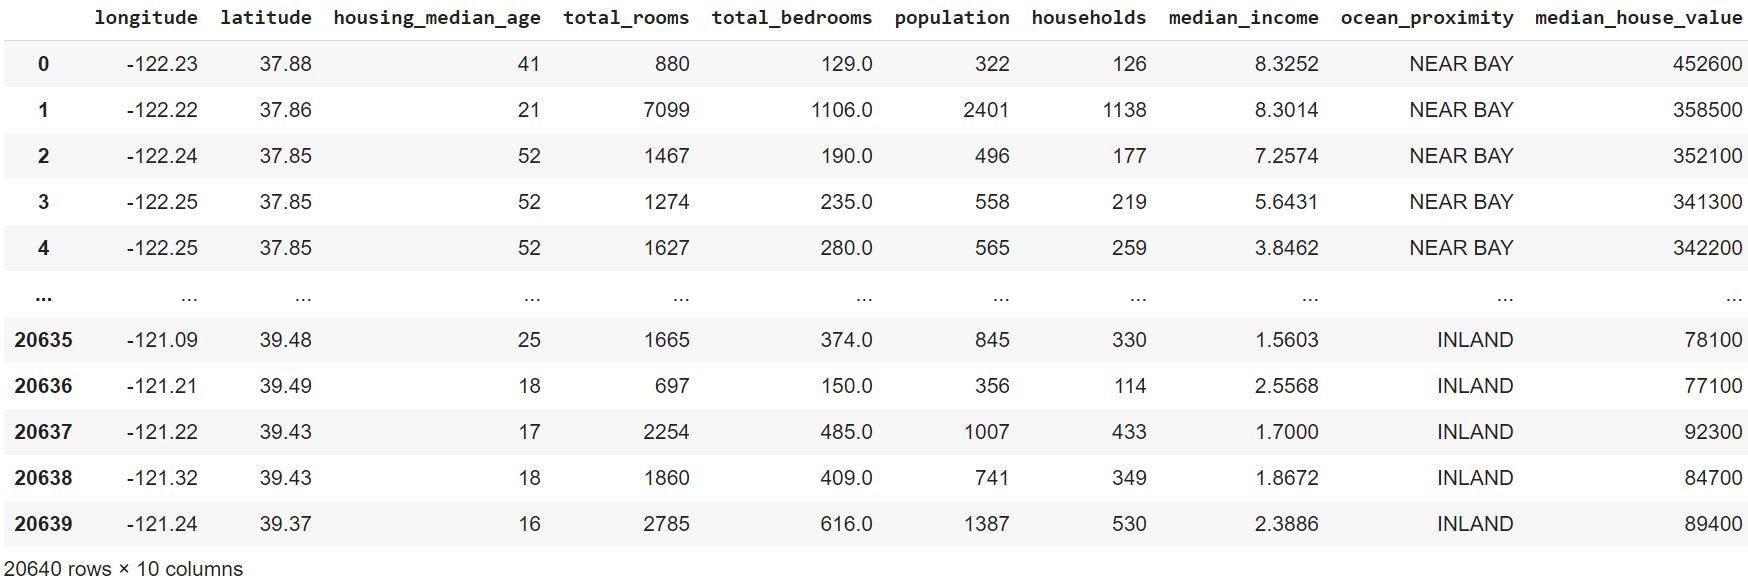 longitude latitude housing_median_age total_rooms total_bedrooms population households median_income ocean_proximity median_house_value
0 -122.23 37.88 41 880 129.0 322 126 8.3252 NEAR BAY 452600
1 -122.22 37.86 21 7099 1106.0 2401 1138 8.3014 NEAR BAY 358500
2 -122.24 37.85 52 1467 190.0 496 177 7.2574 NEAR BAY 352100
3 -122.25 37.85 52 1274 235.0 558 219 5.6431 NEAR BAY 341300
4 -122.25 37.85 52 1627 280.0 565 259 3.8462 NEAR BAY 342200
... ... ... ... ... ... ... ... ... ... ...
20635 -121.09 39.48 25 1665 374.0 845 330 1.5603 INLAND 78100
20636 -121.21 39.49 18 697 150.0 356 114 2.5568 INLAND 77100
20637 -121.22 39.43 17 2254 485.0 1007 433 1.7000 INLAND 92300
20638 -121.32 39.43 18 1860 409.0 741 349 1.8672 INLAND 84700
20639 -121.24 39.37 16 2785 616.0 1387 530 2.3886 INLAND 89400
20640 rows × 10 columns